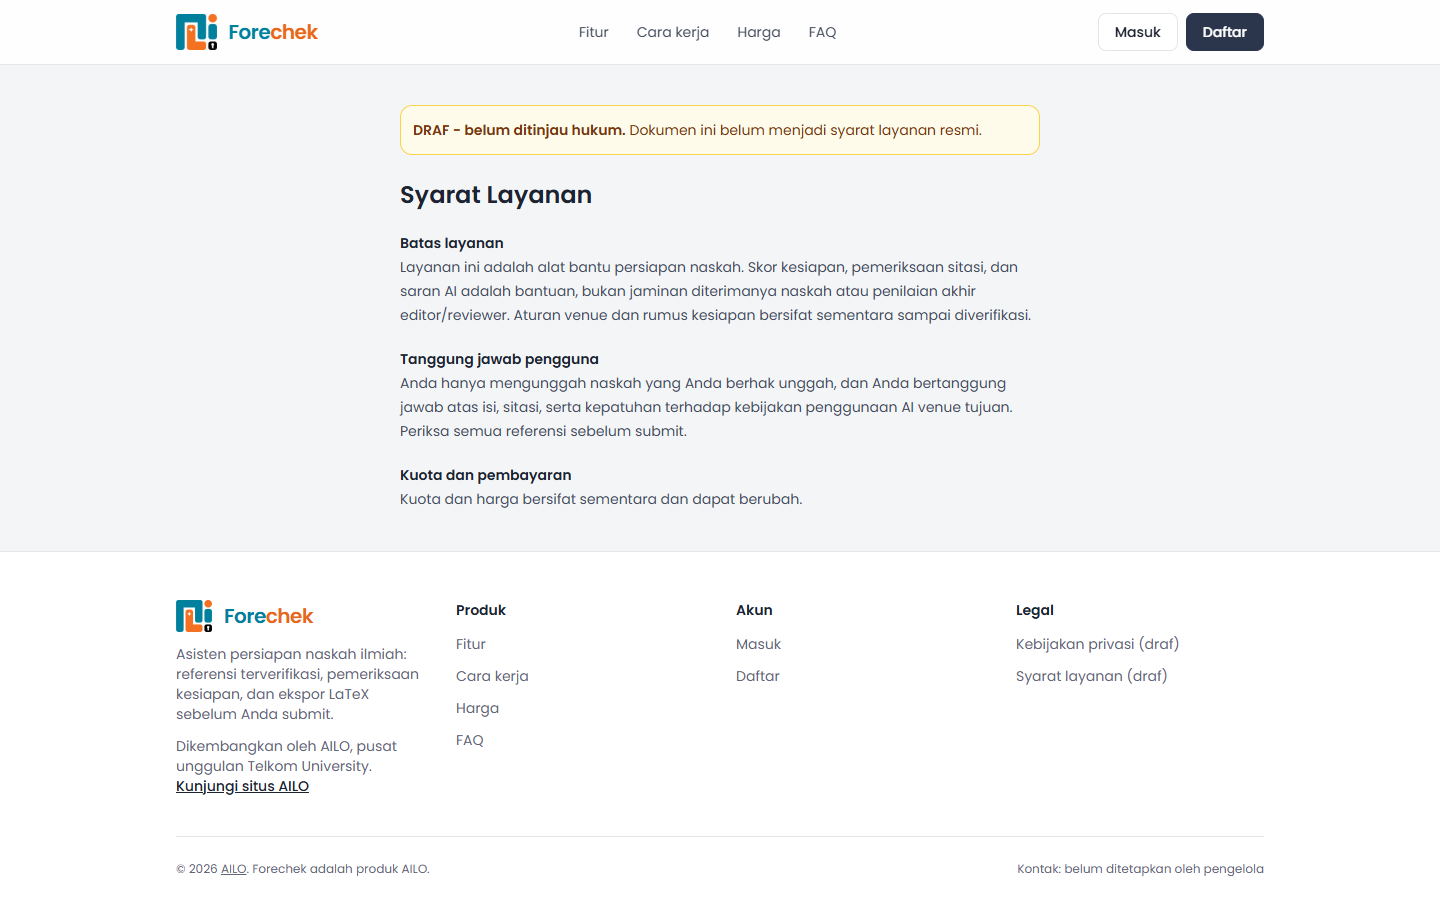 Forechek
Fitur
Cara kerja
Harga
FAQ
Masuk
Daftar
DRAF - belum ditinjau hukum. Dokumen ini belum menjadi syarat layanan resmi.
Syarat Layanan
Batas layanan
Layanan ini adalah alat bantu persiapan naskah. Skor kesiapan, pemeriksaan sitasi, dan
saran AI adalah bantuan, bukan jaminan diterimanya naskah atau penilaian akhir
editor/reviewer. Aturan venue dan rumus kesiapan bersifat sementara sampai diverifikasi.
Tanggung jawab pengguna
Anda hanya mengunggah naskah yang Anda berhak unggah, dan Anda bertanggung
jawab atas isi, sitasi, serta kepatuhan terhadap kebijakan penggunaan AI venue tujuan.
Periksa semua referensi sebelum submit.
Kuota dan pembayaran
Kuota dan harga bersifat sementara dan dapat berubah.
Forechek
Asisten persiapan naskah ilmiah:
referensi terverifikasi, pemeriksaan
kesiapan, dan ekspor LaTeX
sebelum Anda submit.
Dikembangkan oleh AILO, pusat
unggulan Telkom University.
Kunjungi situs AILO
Produk
Fitur
Cara kerja
Harga
FAQ
Akun
Masuk
Daftar
Legal
Kebijakan privasi (draf)
Syarat layanan (draf)
© 2026 AILO. Forechek adalah produk AILO.
Kontak: belum ditetapkan oleh pengelola